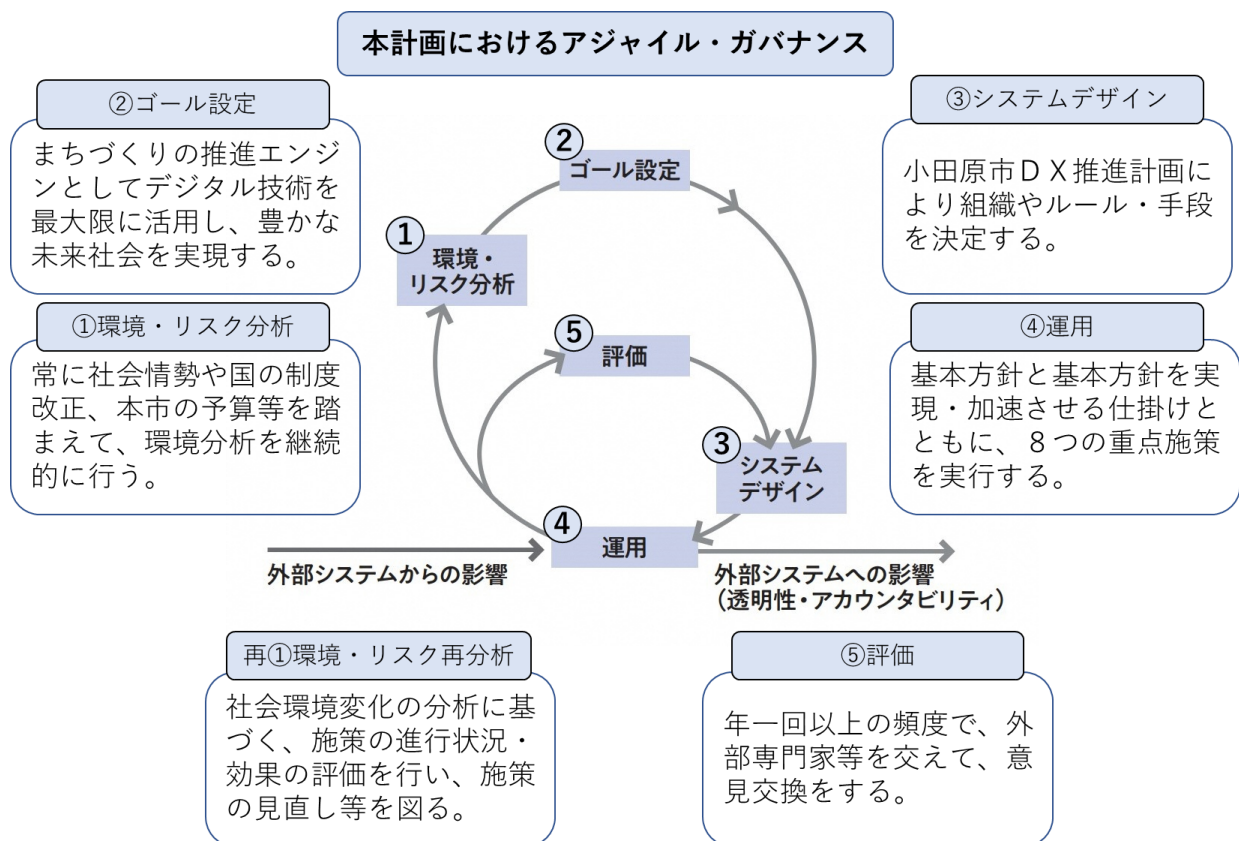 本計画におけるアジャイル・ガバナンス
②ゴール設定
まちづくりの推進エンジ
ンとしてデジタル技術を
最大限に活用し、豊かな
未来社会を実現する。
①環境・リスク分析
常に社会情勢や国の制度
改正、本市の予算等を踏
まえて、環境分析を継続
的に行う。
②
ゴール設定
①
環境・
リスク分析
⑤
評価
③
システム
デザイン
④
運用
外部システムからの影響
外部システムへの影響
（透明性・アカウンタビリティ）
③システムデザイン
小田原市ＤＸ推進計画に
より組織やルール・手段
を決定する。
④運用
基本方針と基本方針を実
現・加速させる仕掛けと
ともに、８つの重点施策
を実行する。
再①環境・リスク再分析
社会環境変化の分析に基
づく、施策の進行状況・
効果の評価を行い、施策
の見直し等を図る。
⑤評価
年一回以上の頻度で、外
部専門家等を交えて、意
見交換をする。